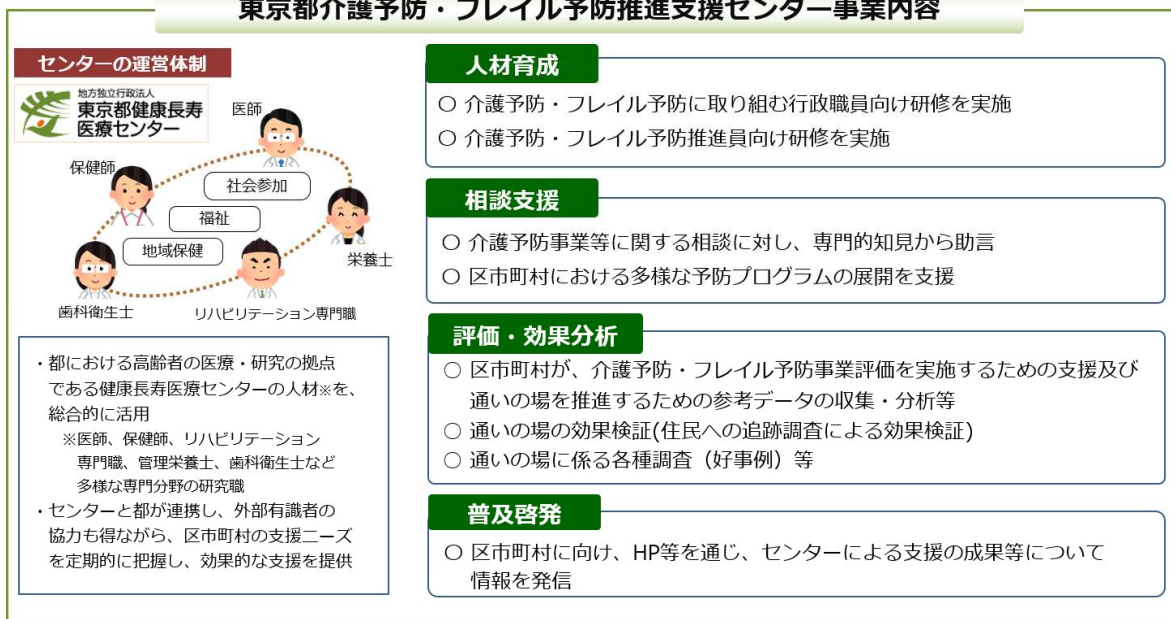 東京都介護予防・フレイル予防推進支援センター事業内容
センターの運営体制
地方独立行政法人
東京都健康長寿
医療センター
医師
保健師
社会参加
福祉
地域保健
栄養士
歯科衛生士
リハビリテーション専門職
・都における高齢者の医療・研究の拠点
である健康長寿医療センターの人材※を、
総合的に活用
※医師、保健師、リハビリテーション
専門職、管理栄養士、歯科衛生士など
多様な専門分野の研究職
・センターと都が連携し、外部有識者の
協力も得ながら、区市町村の支援ニーズ
を定期的に把握し、効果的な支援を提供
人材育成
○ 介護予防・フレイル予防に取り組む行政職員向け研修を実施
○ 介護予防・フレイル予防推進員向け研修を実施
相談支援
○ 介護予防事業等に関する相談に対し、専門的知見から助言
○ 区市町村における多様な予防プログラムの展開を支援
評価・効果分析
○ 区市町村が、介護予防・フレイル予防事業評価を実施するための支援及び
通いの場を推進するための参考データの収集・分析等
○ 通いの場の効果検証(住民への追跡調査による効果検証)
○ 通いの場に係る各種調査（好事例）等
普及啓発
○ 区市町村に向け、HP等を通じ、センターによる支援の成果等について
情報を発信